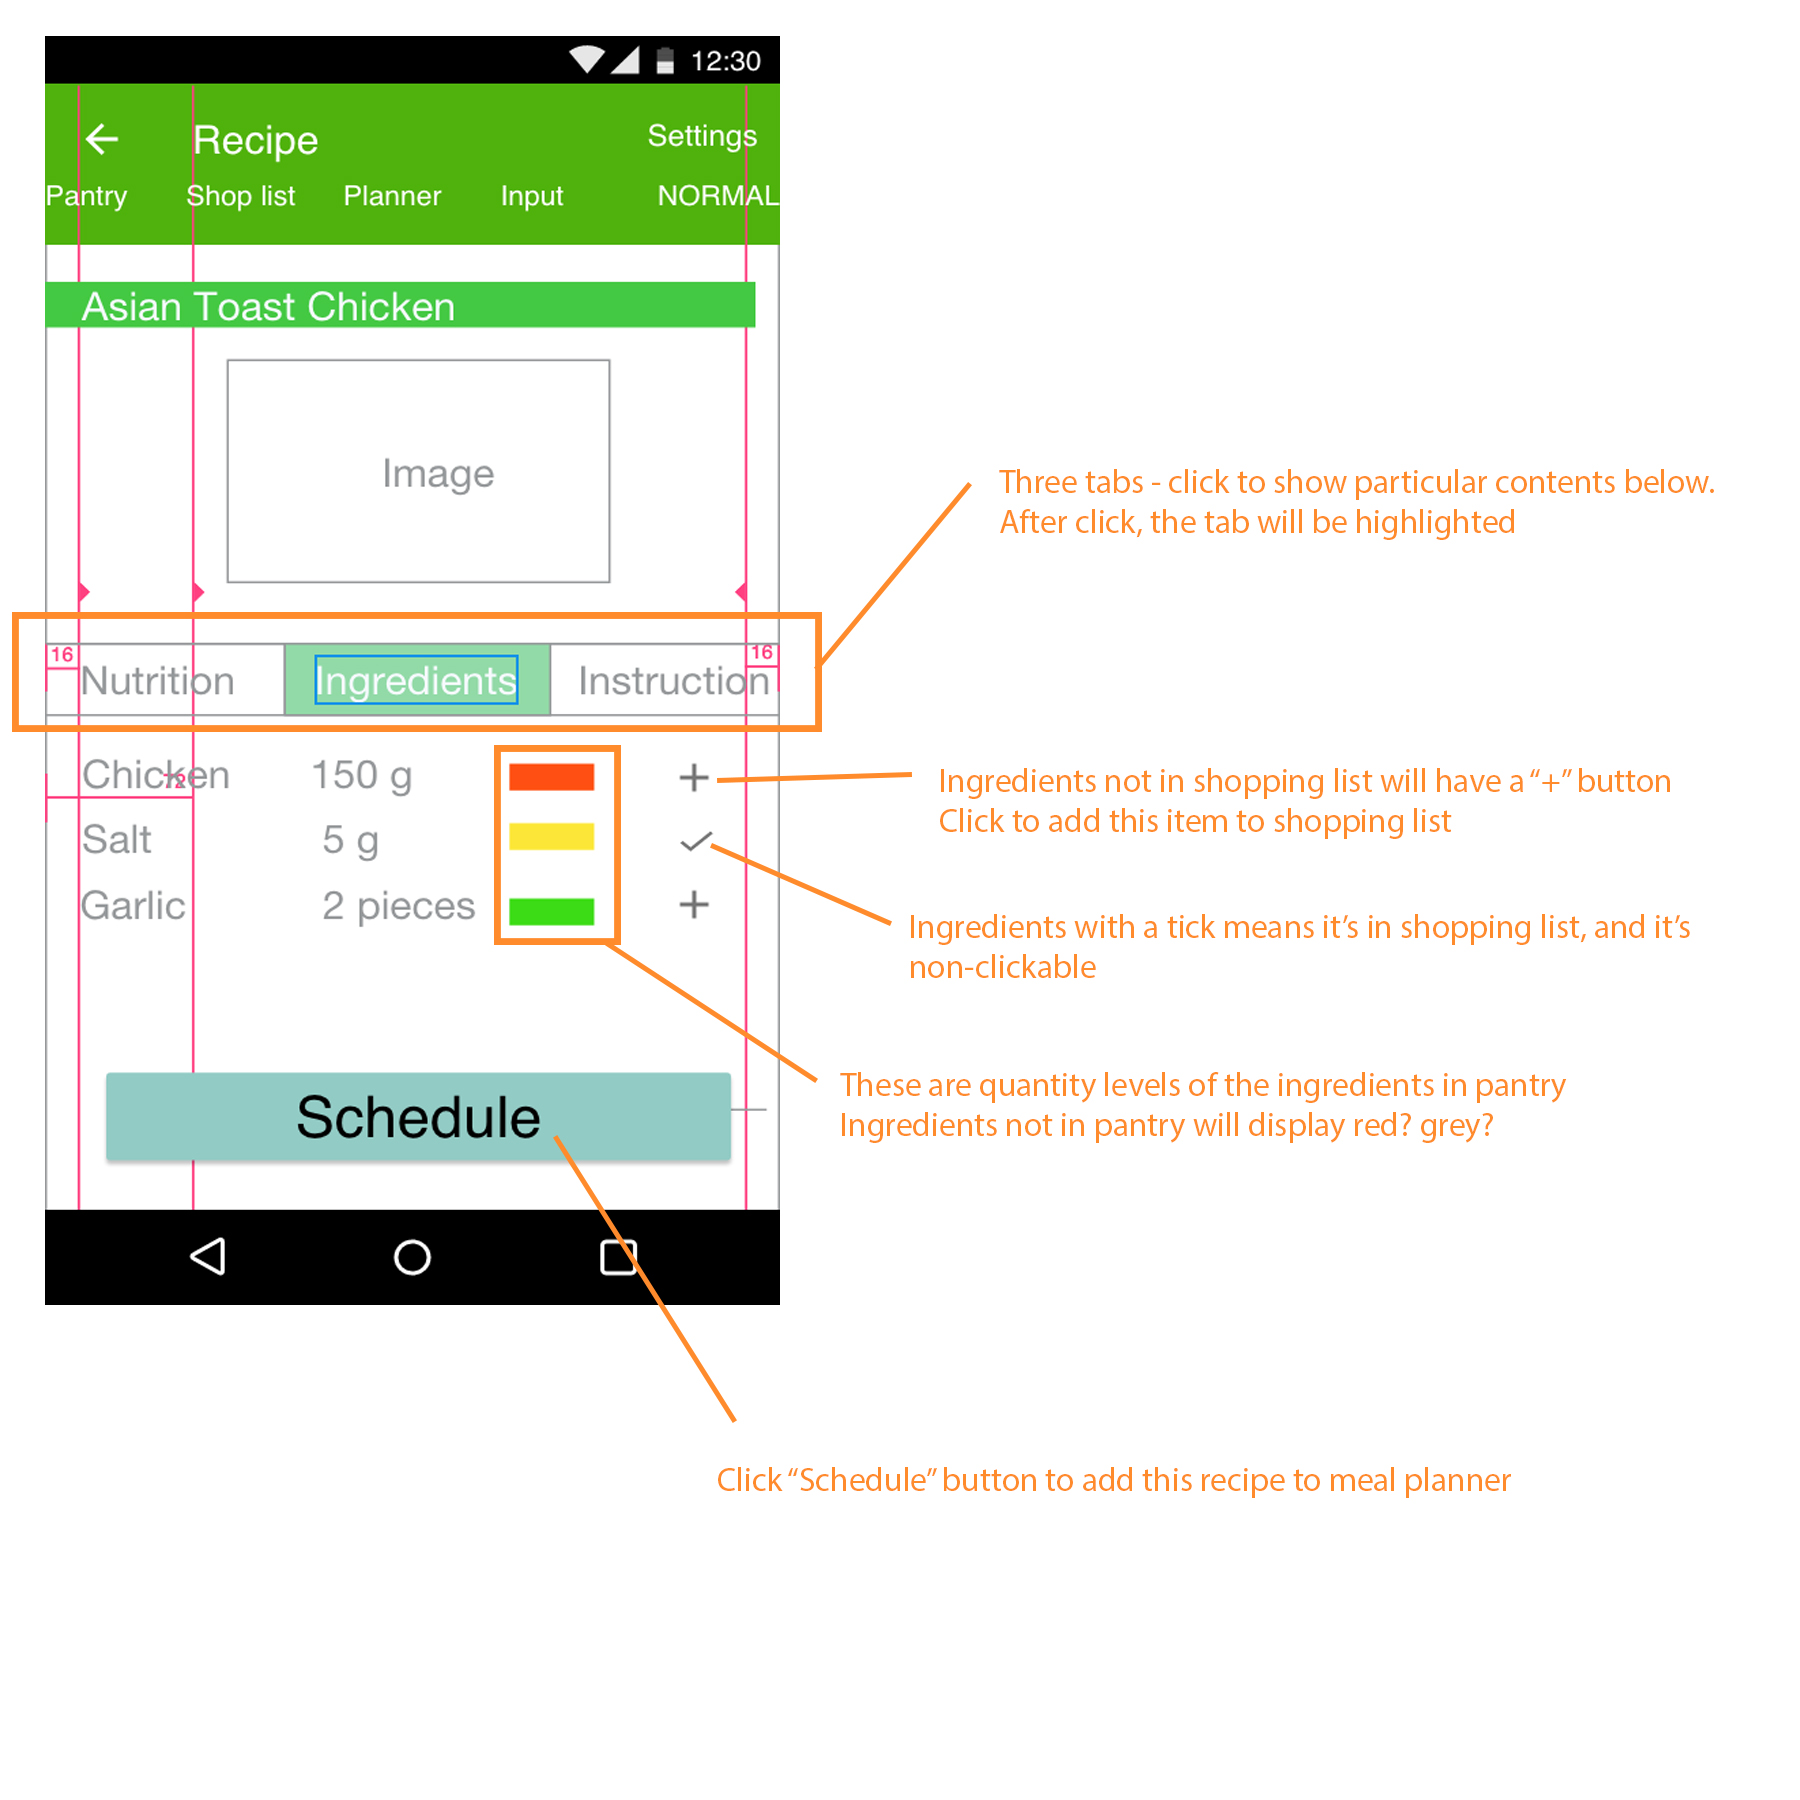 12:30
Recipe
Settings
Pantry Shop list Planner Input NORMAL
Asian Toast Chicken
Image
Three tabs - click to show particular contents below.
After click, the tab will be highlighted
16
16
Nutrition Ingredients Instruction
Chicken 150 g +
72
Ingredients not in shopping list will have a “+” button
Click to add this item to shopping list
Salt 5 g
Garlic 2 pieces +
Ingredients with a tick means it’s in shopping list, and it’s
non-clickable
These are quantity levels of the ingredients in pantry
Ingredients not in pantry will display red? grey?
Schedule
Click “Schedule” button to add this recipe to meal planner